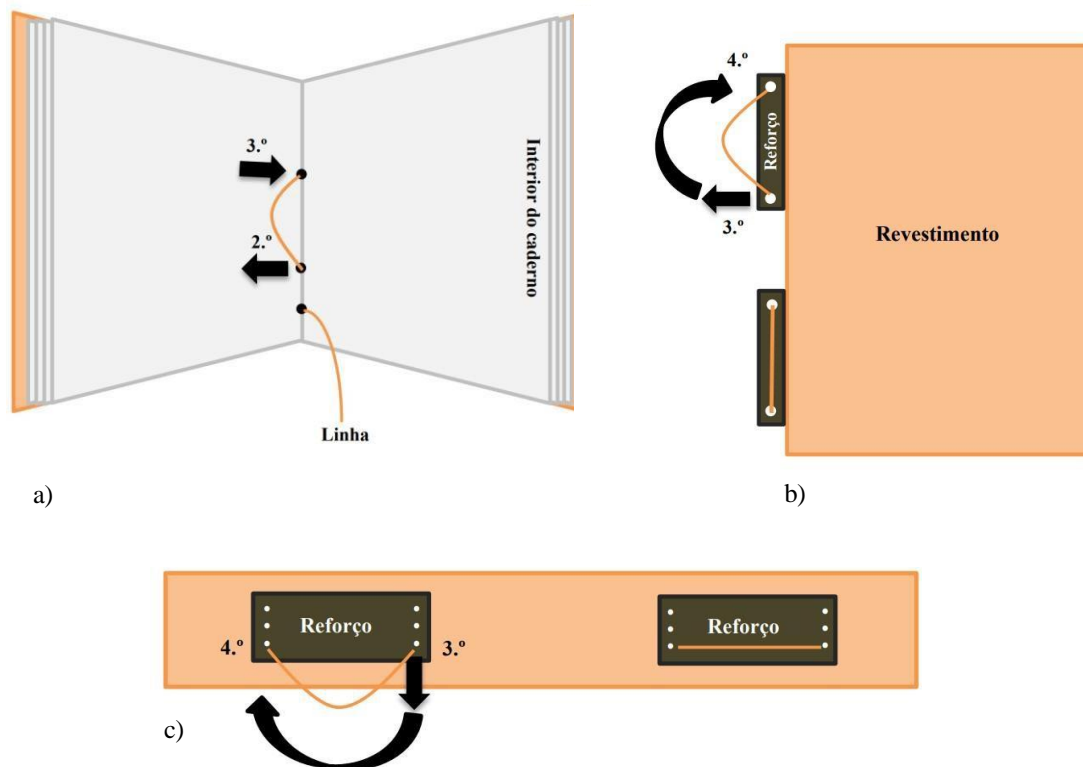 3.º
2.º
Interior do caderno
Linha
a)
4.º
Reforço
3.º
Revestimento
b)
Reforço
4.º
3.º
Reforço
c)